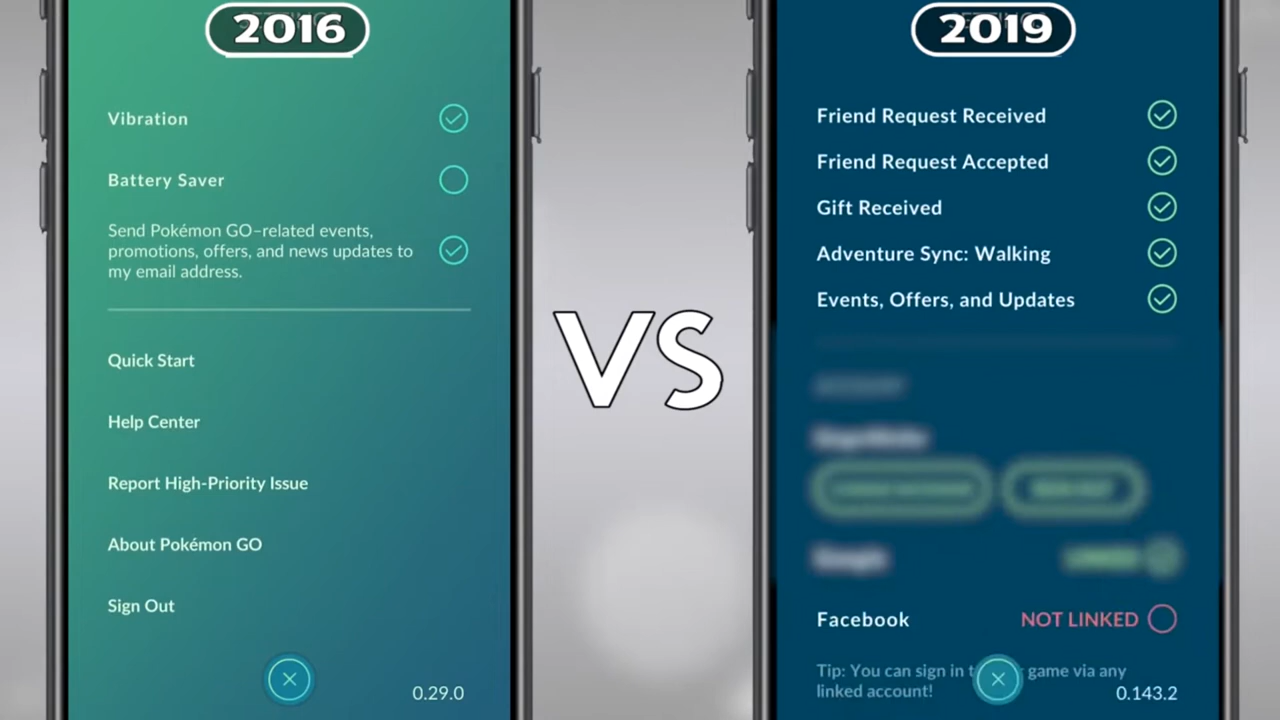 2016
Vibration
Battery Saver
Send Pokémon GO-related events,
promotions, offers, and news updates to
my email address.
Quick Start
Help Center
Report High-Priority Issue
About Pokémon GO
Sign Out
0.29.0
VS
2019
Friend Request Received
Friend Request Accepted
Gift Received
Adventure Sync: Walking
Events, Offers, and Updates
Facebook NOT LINKED
Tip: You can sign in game via any
linked account!
0.143.2